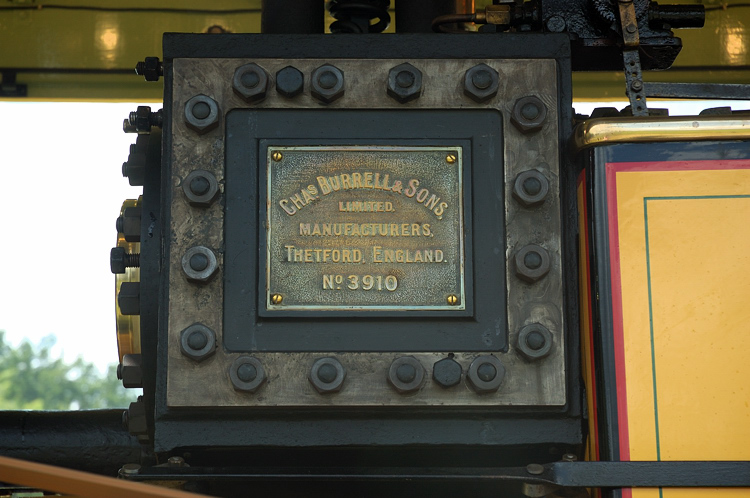 CHAS BURRELL & SONS,
LIMITED.
MANUFACTURERS,
THETFORD, ENGLAND.
No 3910